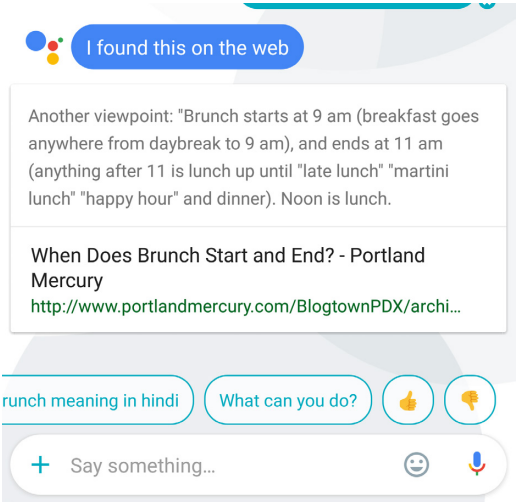 I found this on the web
Another viewpoint: "Brunch starts at 9 am (breakfast goes
anywhere from daybreak to 9 am), and ends at 11 am
(anything after 11 is lunch up until "late lunch" "martini
lunch" "happy hour" and dinner). Noon is lunch.
When Does Brunch Start and End? - Portland
Mercury
http://www.portlandmercury.com/BlogtownPDX/archi...
runch meaning in hindi
What can you do?
Say something...